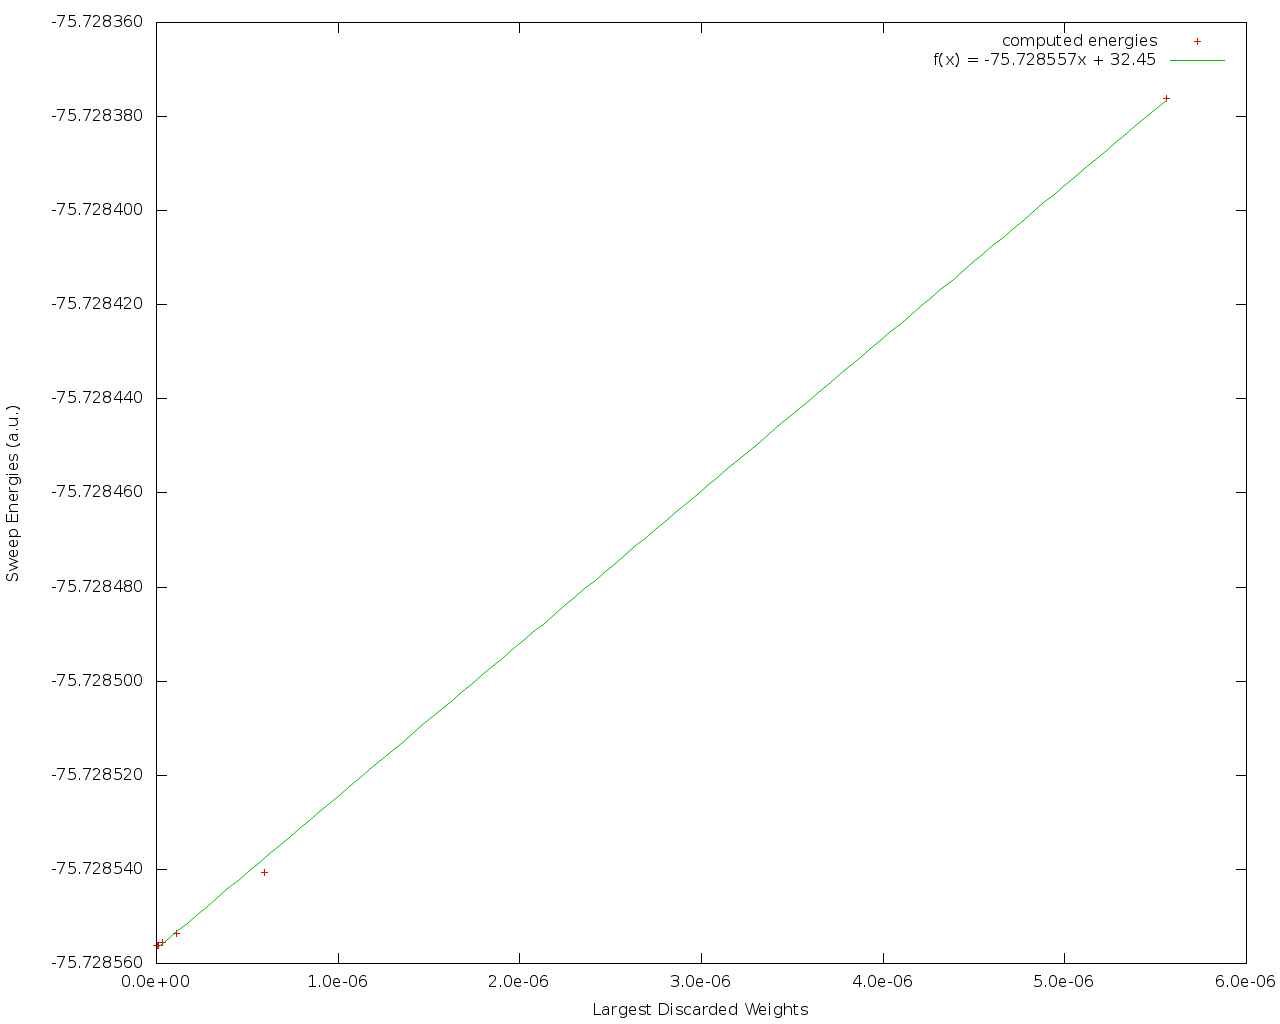 -75.728360
computed energies
f(x) = -75.728557x + 32.45
-75.728380
-75.728400
-75.728420
-75.728440
-75.728460
-75.728480
-75.728500
-75.728520
-75.728540
-75.728560
Sweep Energies (a.u.)
0.0e+00 1.0e-06 2.0e-06 3.0e-06 4.0e-06 5.0e-06 6.0e-06
Largest Discarded Weights